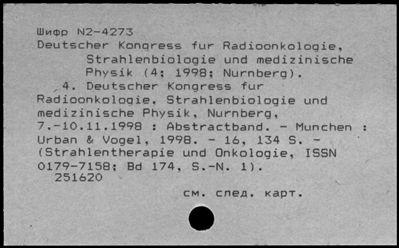 Шифр N2-4273
Deutscher Kongress fur Radioonkologie,
Strahlenbiologie und medizinische
Physik (4; 1998; Nurnberg).
4. Deutscher Kongress fur
Radioonkologie, Strahlenbiologie und
medizinische Physik, Nurnberg,
7.-10.11.1998 : Abstractband. - Munchen :
Urban & Vogel, 1998. - 16, 134 S. -
(Strahlentherapie und Onkologie, ISSN
0179-7158; Bd 174, S.-N. 1).
251620
см. след. карт.